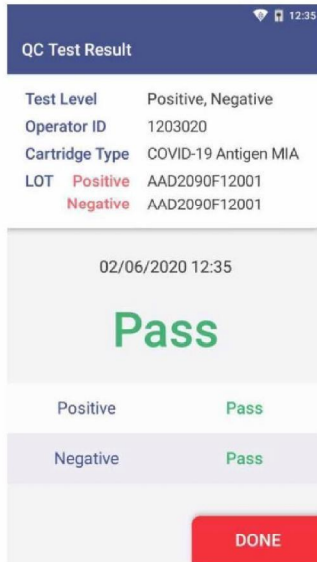 12:35
QC Test Result
Test Level Positive, Negative
Operator ID 1203020
Cartridge Type COVID-19 Antigen MIA
LOT Positive AAD2090F12001
Negative AAD2090F12001
02/06/2020 12:35
Pass
Positive Pass
Negative Pass
DONE